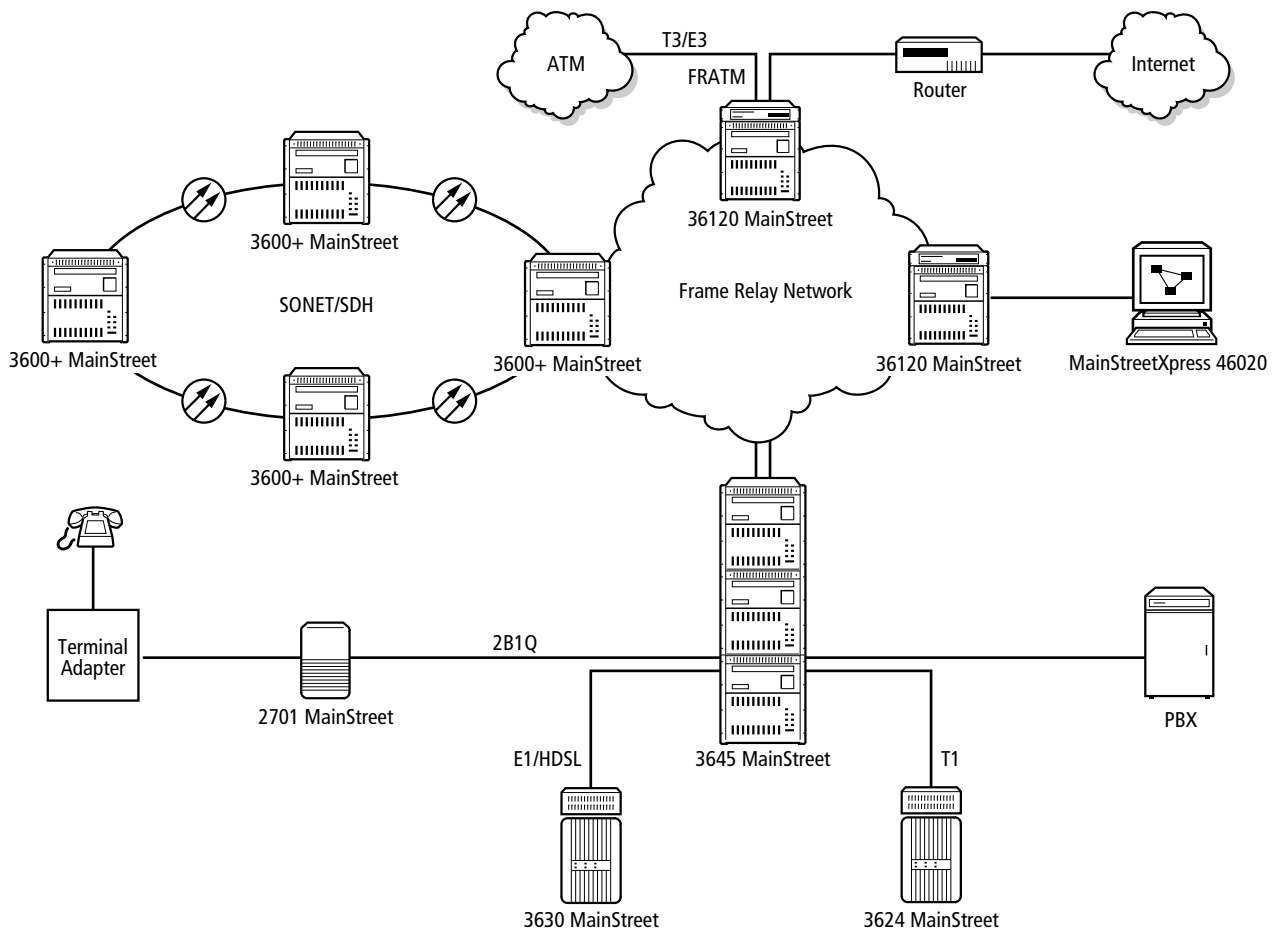 T3/E3
ATM
FRATM
Router
Internet
36120 MainStreet
3600+ MainStreet
SONET/SDH
Frame Relay Network
3600+ MainStreet
3600+ MainStreet
36120 MainStreet
MainStreetXpress 46020
3600+ MainStreet
Terminal
Adapter
2B1Q
2701 MainStreet
PBX
E1/HDSL
3645 MainStreet
T1
3630 MainStreet
3624 MainStreet